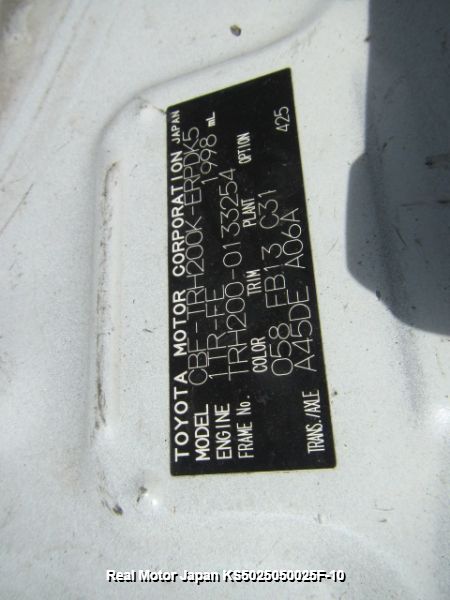 TOYOTA MOTOR CORPORATION JAPAN
MODEL CBF-TRH200K-ERPDK5
ENGINE 1TR-FE 1998 mL
FRAME No. TRH200-0133254
COLOR TRIM PLANT OPTION
058 FB13 C31 425
TRANS./AXLE A45DE A06A
Real Motor Japan KS5025050025F-10